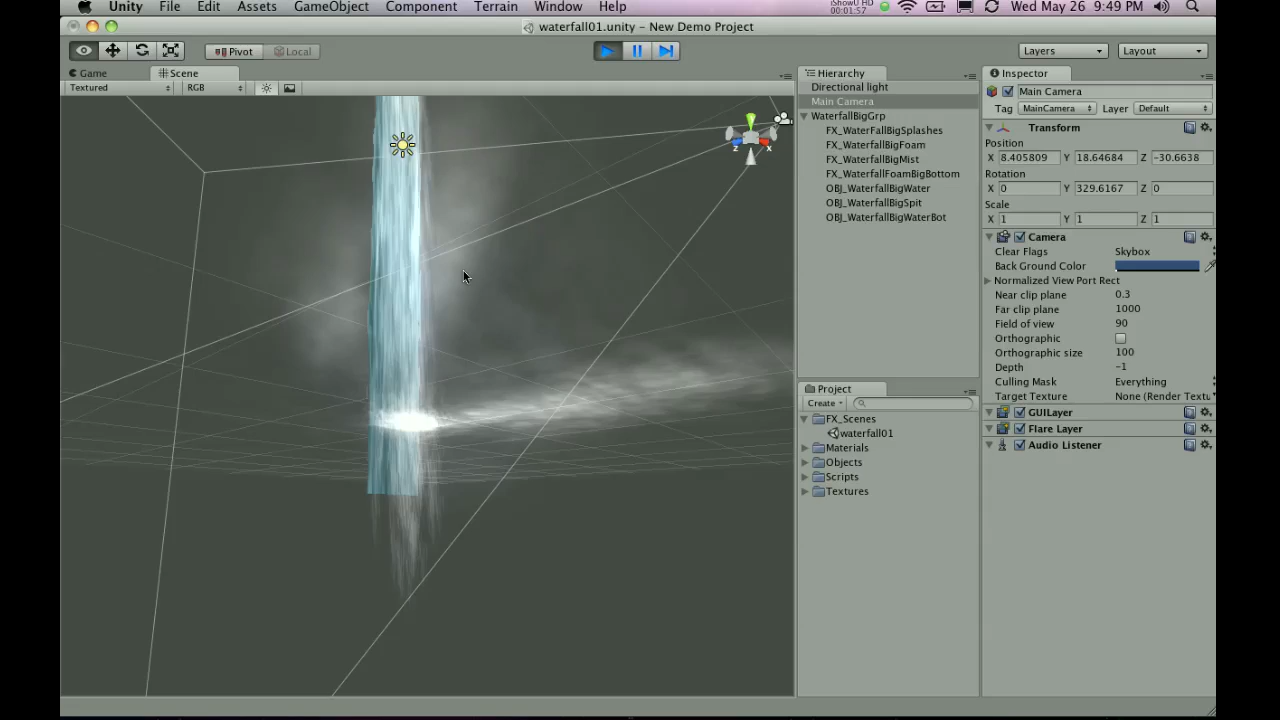 Unity File Edit Assets GameObject Component Terrain Window Help iShowU HD 00:01:57 Wed May 26 9:49 PM
waterfall01.unity - New Demo Project
Pivot Local Layers Layout
Game Scene Hierarchy Inspector
Textured RGB
Directional light
Main Camera
WaterfallBigGrp
FX_WaterFallBigSplashes
FX_WaterfallBigFoam
FX_WaterfallBigMist
FX_WaterfallFoamBigBottom
OBJ_WaterfallBigWater
OBJ_WaterfallBigSpit
OBJ_WaterfallBigWaterBot
Project
Create
FX_Scenes
waterfall01
Materials
Objects
Scripts
Textures
Main Camera
Tag MainCamera Layer Default
Transform
Position
X 8.405809 Y 18.64684 Z -30.6638
Rotation
X 0 Y 329.6167 Z 0
Scale
X 1 Y 1 Z 1
Camera
Clear Flags Skybox
Back Ground Color
Normalized View Port Rect
Near clip plane 0.3
Far clip plane 1000
Field of view 90
Orthographic
Orthographic size 100
Depth -1
Culling Mask Everything
Target Texture None (Render Textu
GUILayer
Flare Layer
Audio Listener
z x